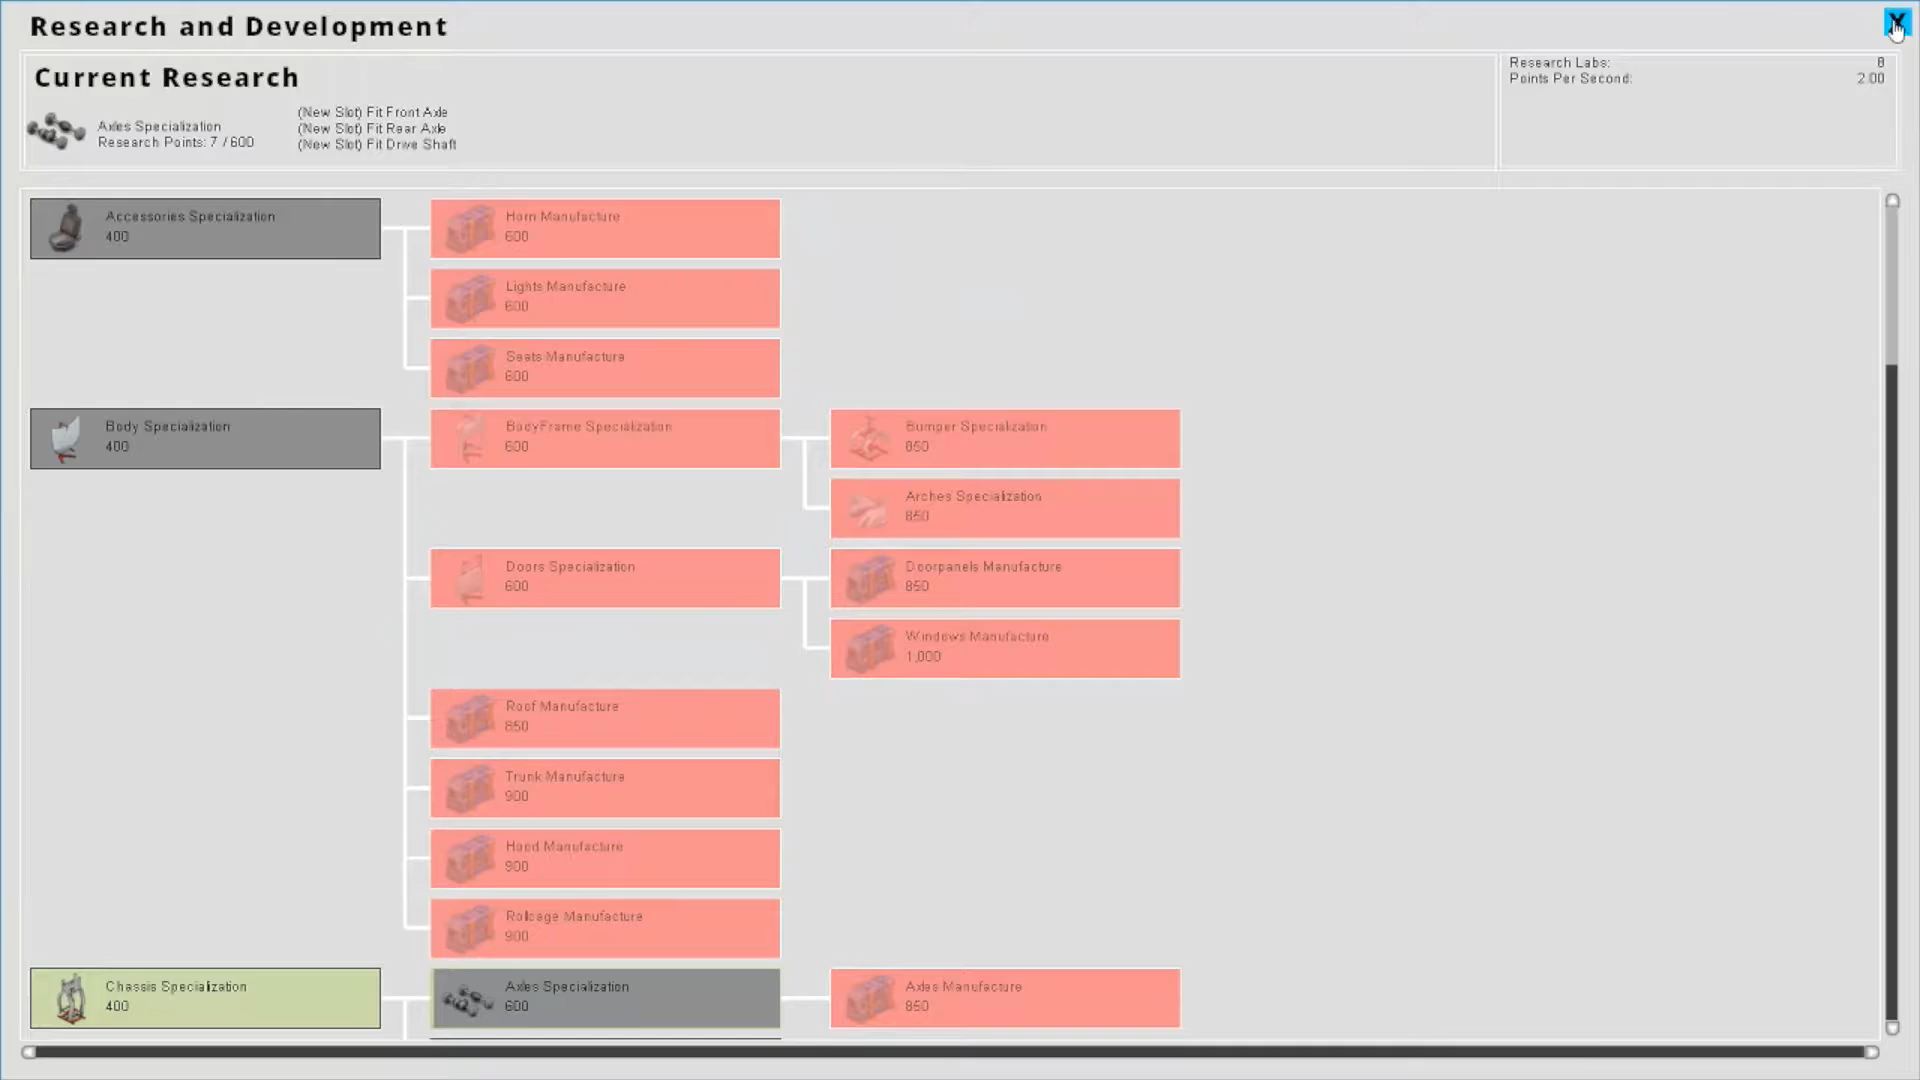 Research and Development
X
Current Research
Research Labs: 8
Points Per Second: 2.00
Axles Specialization
Research Points: 7 / 600
(New Slot) Fit Front Axle
(New Slot) Fit Rear Axle
(New Slot) Fit Drive Shaft
Accessories Specialization
400
Horn Manufacture
600
Lights Manufacture
600
Seats Manufacture
600
Body Specialization
400
BodyFrame Specialization
600
Bumper Specialization
850
Arches Specialization
850
Doors Specialization
600
Doorpanels Manufacture
850
Windows Manufacture
1,000
Roof Manufacture
850
Trunk Manufacture
900
Hood Manufacture
900
Rolcage Manufacture
900
Chassis Specialization
400
Axles Specialization
600
Axles Manufacture
850